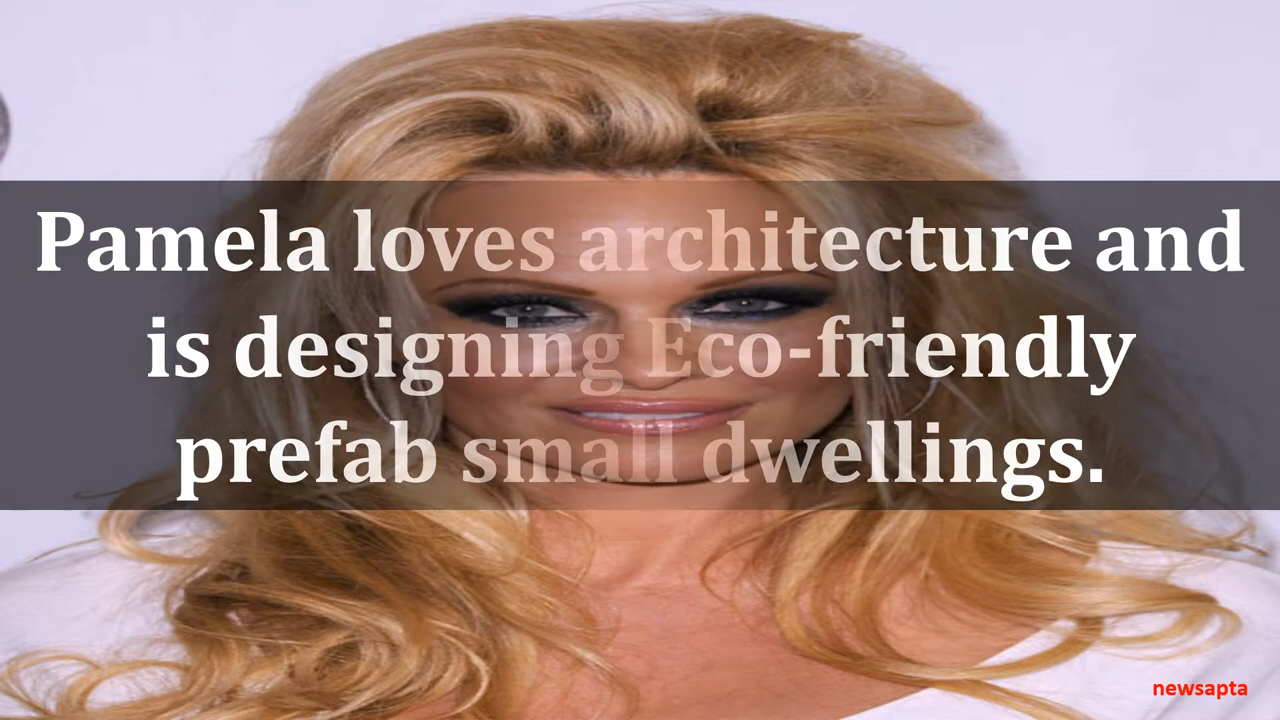 Pamela loves architecture and
is designing Eco-friendly
prefab small dwellings.
newsapta